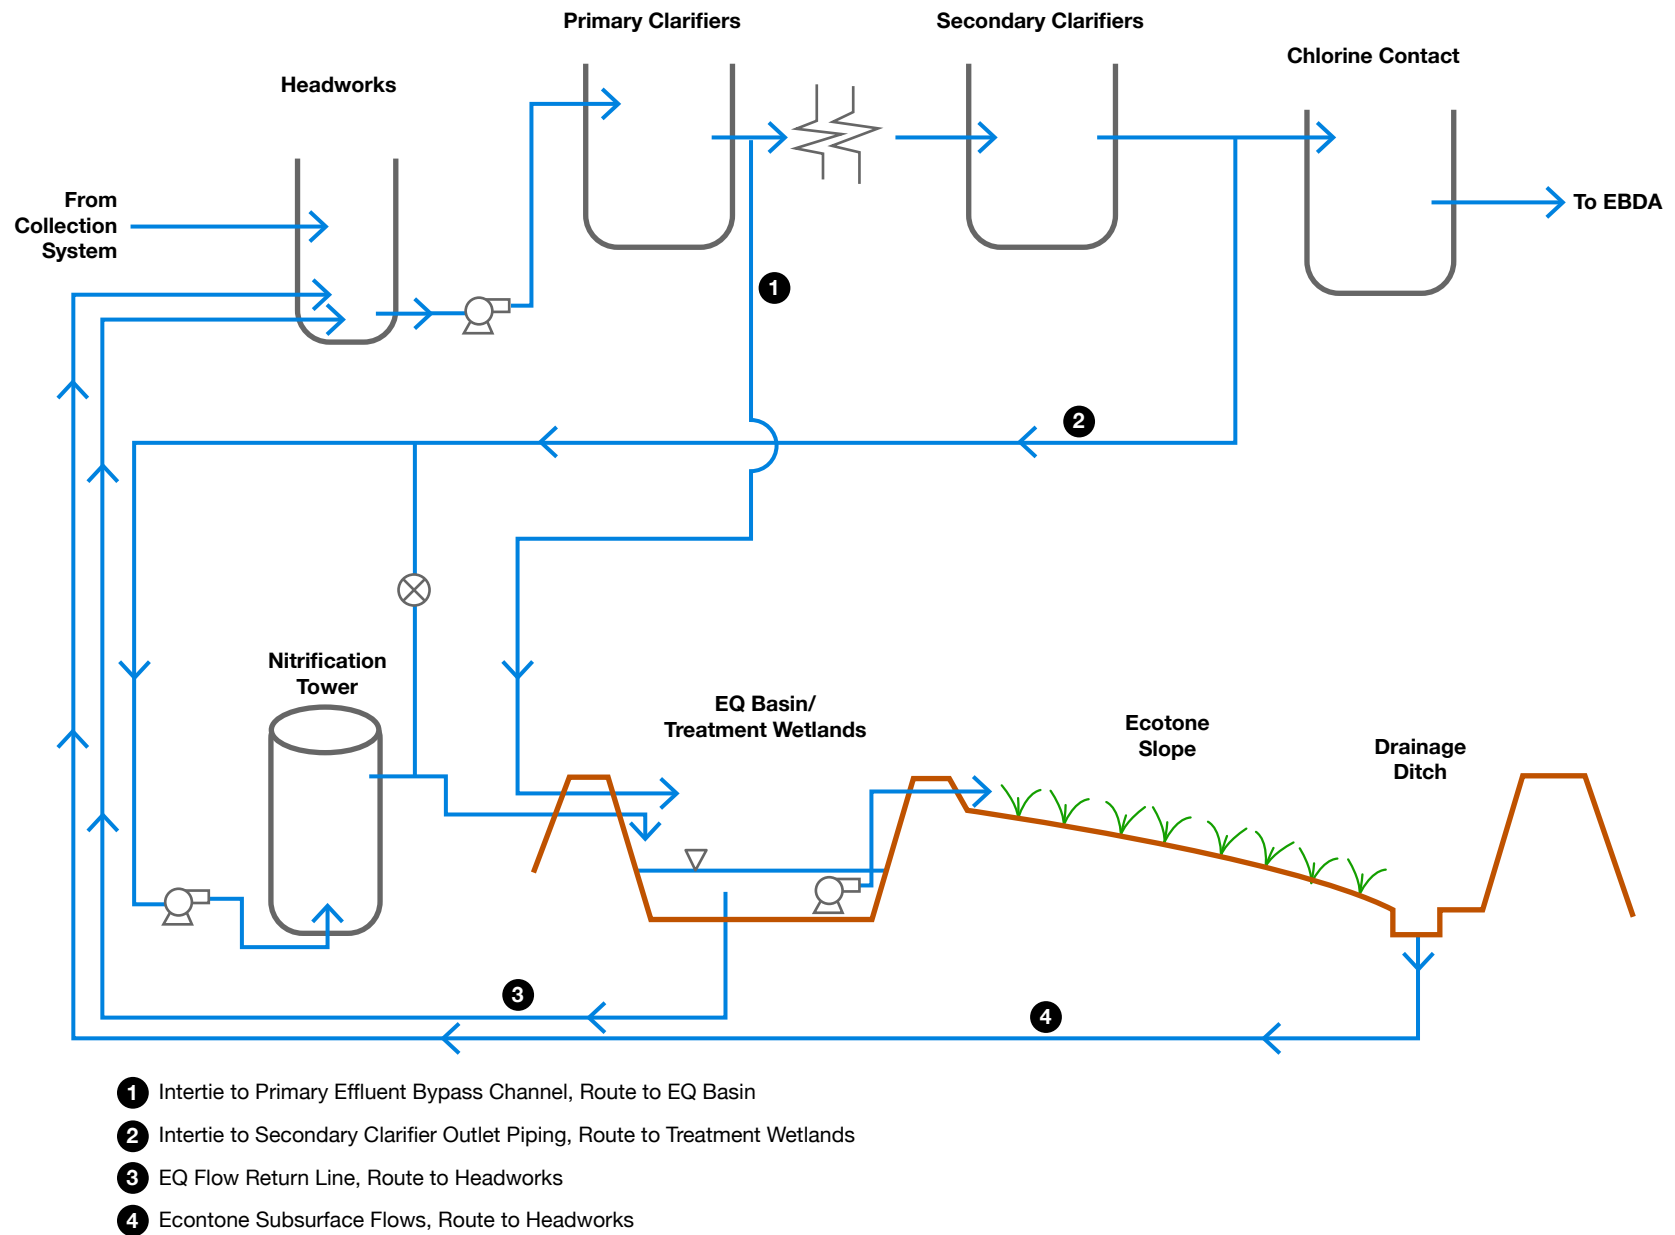 Primary Clarifiers
Secondary Clarifiers
Chlorine Contact
Headworks
From
Collection
System
To EBDA
1
2
Nitrification
Tower
EQ Basin/
Treatment Wetlands
Ecotone
Slope
Drainage
Ditch
3
4
1 Intertie to Primary Effluent Bypass Channel, Route to EQ Basin
2 Intertie to Secondary Clarifier Outlet Piping, Route to Treatment Wetlands
3 EQ Flow Return Line, Route to Headworks
4 Econtone Subsurface Flows, Route to Headworks